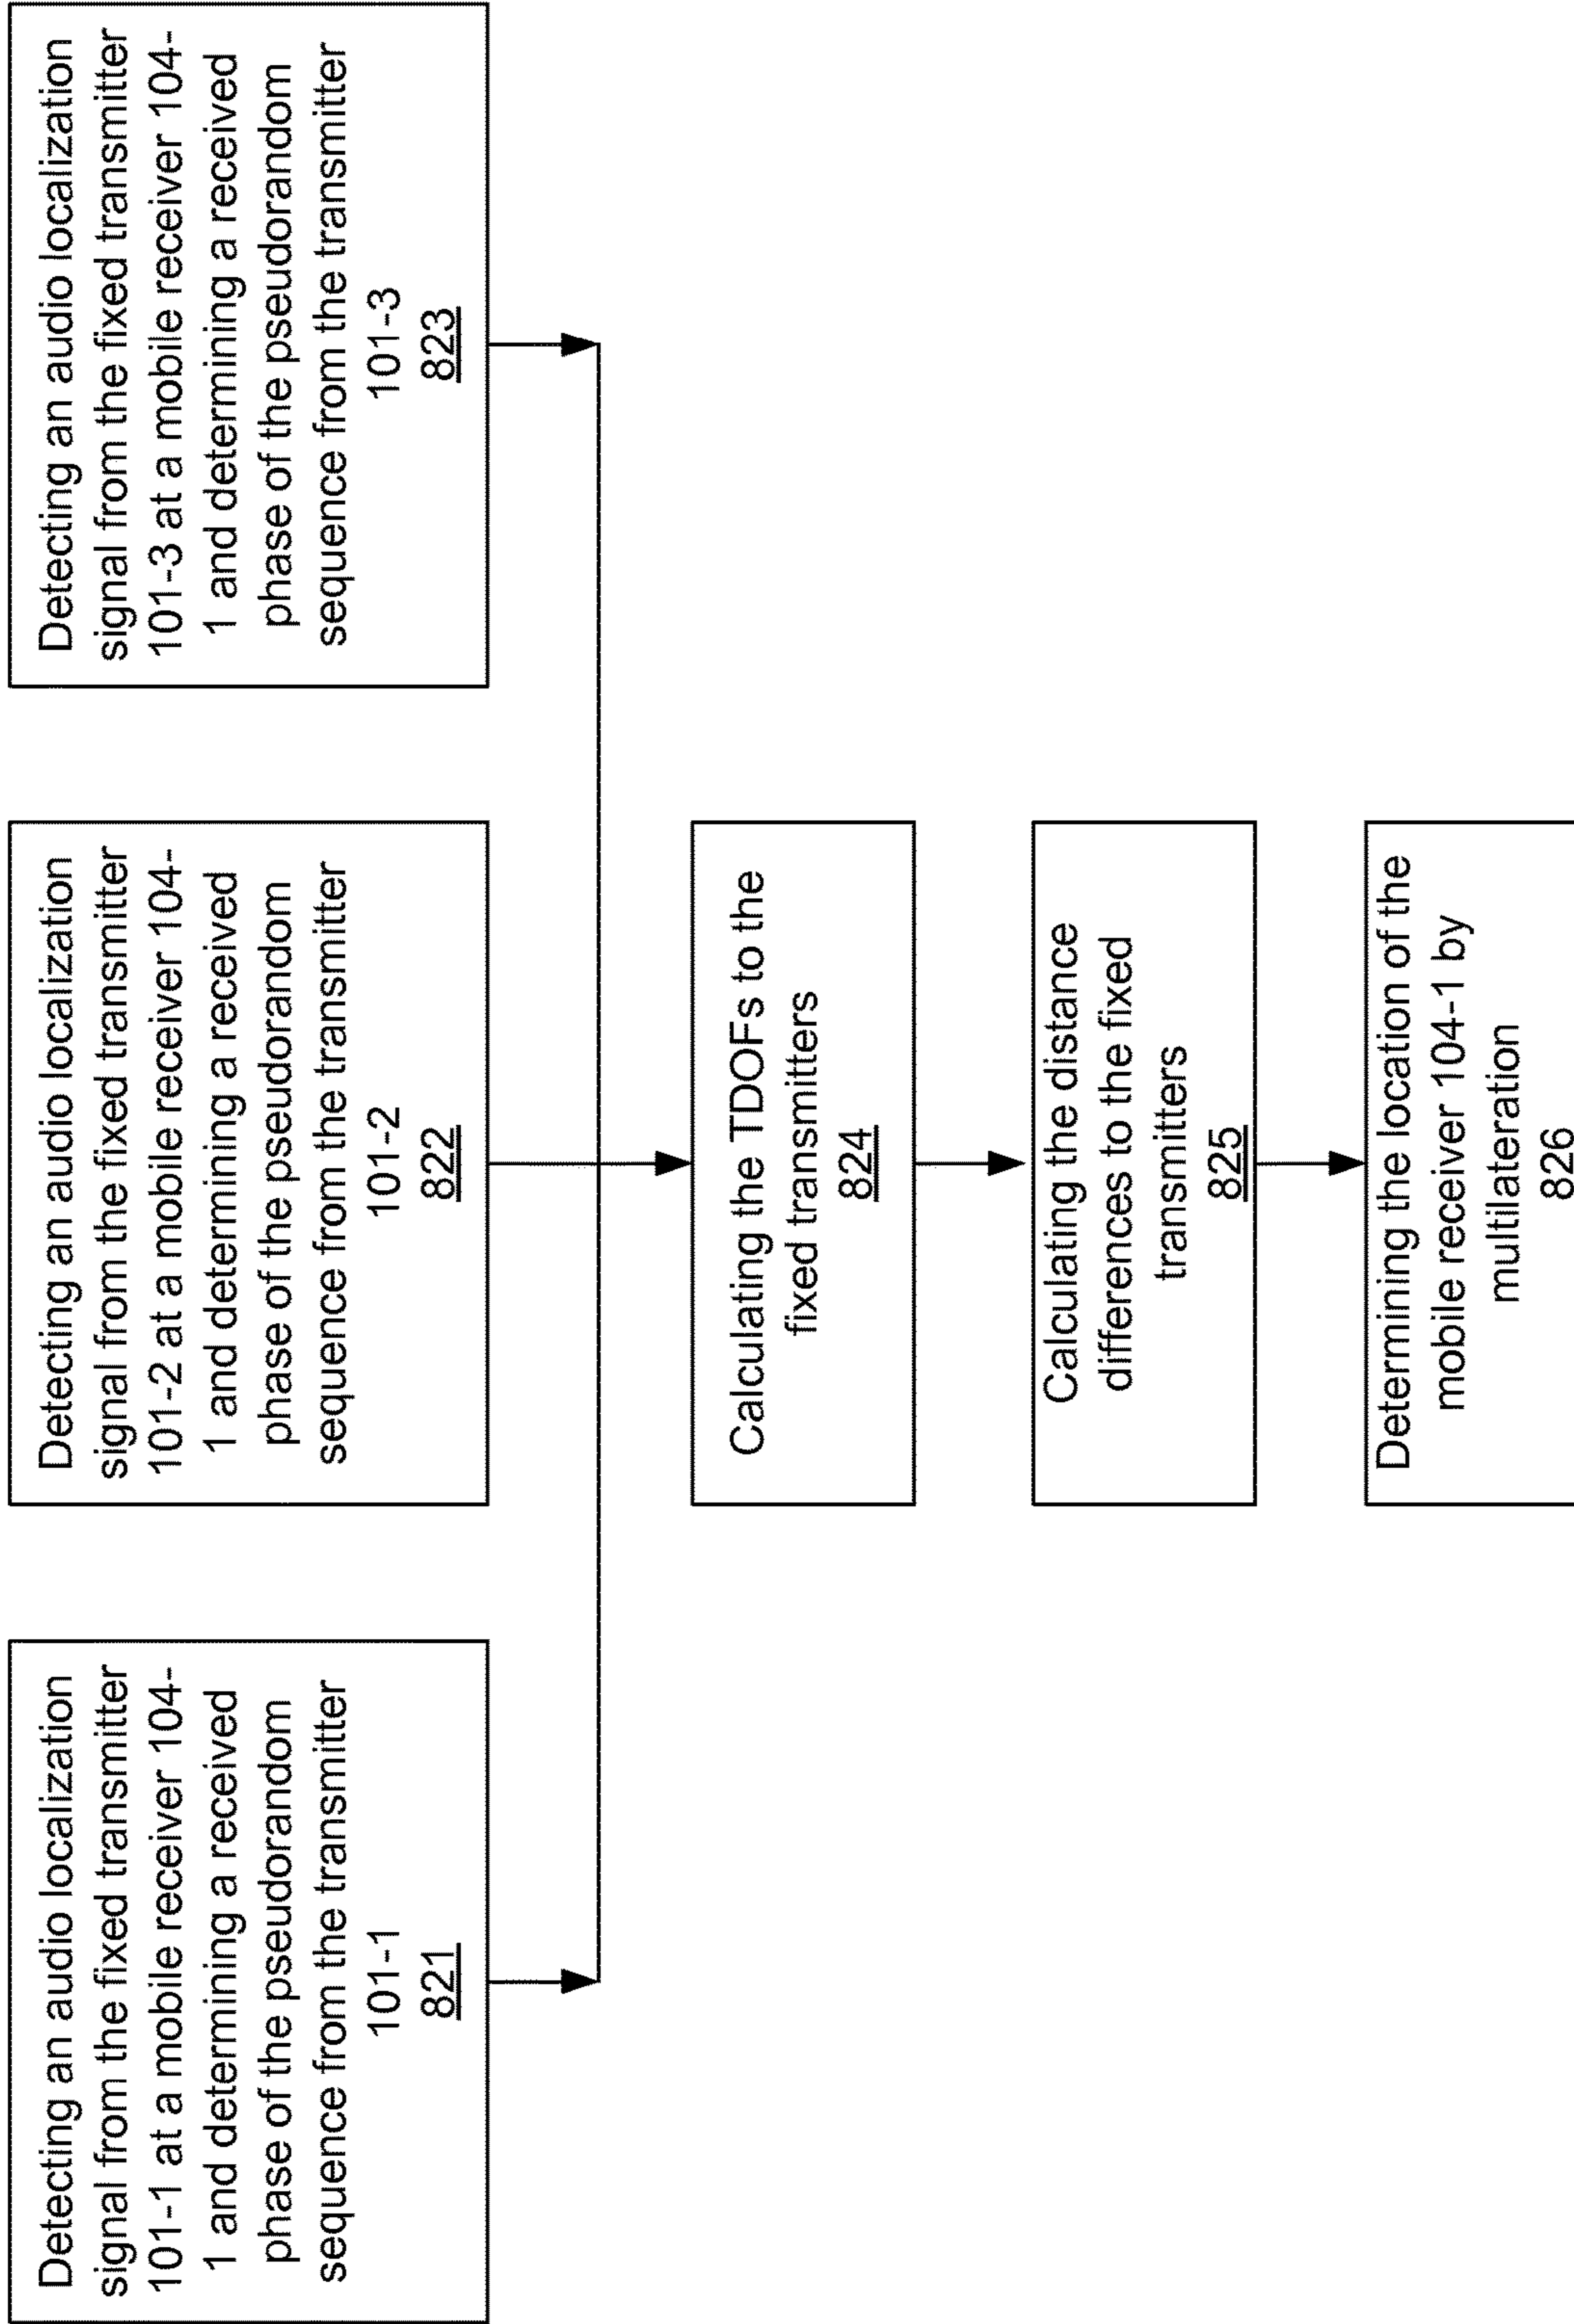 Detecting an audio localization
signal from the fixed transmitter
101-1 at a mobile receiver 104-
1 and determining a received
phase of the pseudorandom
sequence from the transmitter
101-1
821
Detecting an audio localization
signal from the fixed transmitter
101-2 at a mobile receiver 104-
1 and determining a received
phase of the pseudorandom
sequence from the transmitter
101-2
822
Detecting an audio localization
signal from the fixed transmitter
101-3 at a mobile receiver 104-
1 and determining a received
phase of the pseudorandom
sequence from the transmitter
101-3
823
Calculating the TDOFs to the
fixed transmitters
824
Calculating the distance
differences to the fixed
transmitters
825
Determining the location of the
mobile receiver 104-1 by
multilateration
826